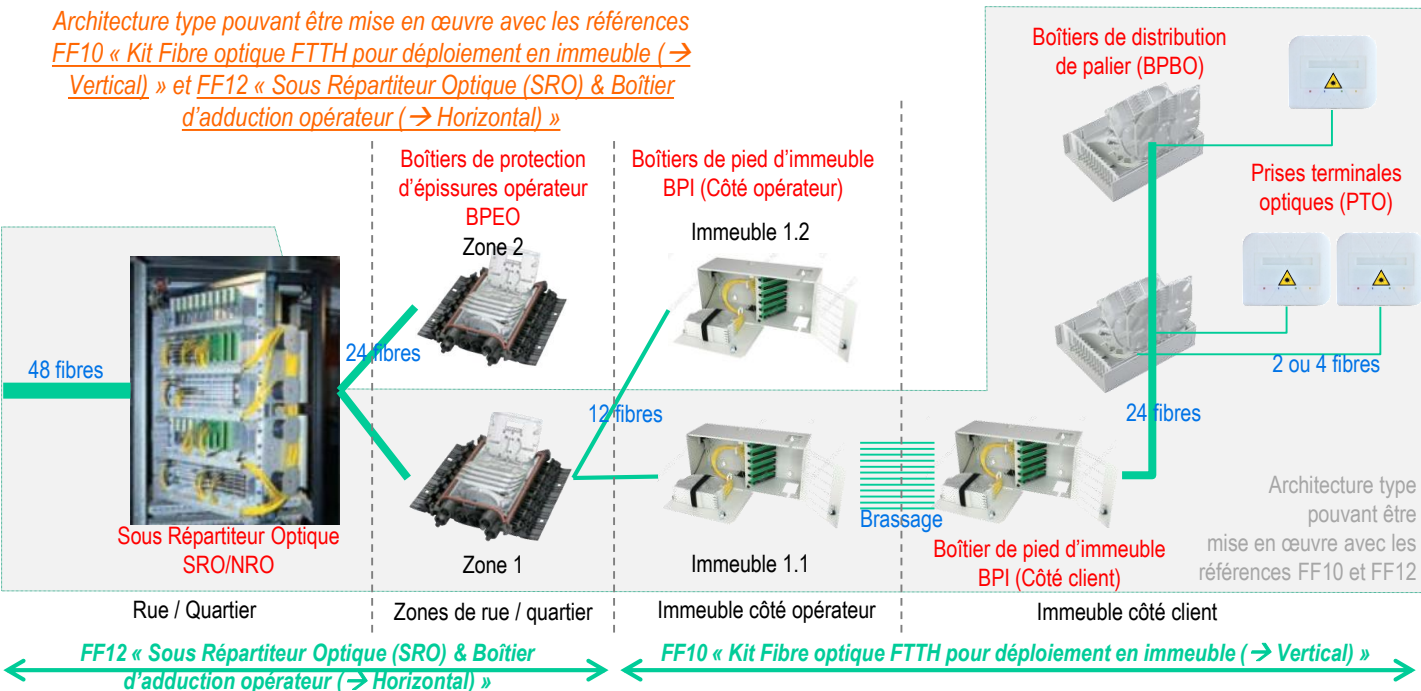 Architecture type pouvant être mise en œuvre avec les références
FF10 « Kit Fibre optique FTTH pour déploiement en immeuble (→
Vertical) » et FF12 « Sous Répartiteur Optique (SRO) & Boîtier
d'adduction opérateur (→ Horizontal) »
Boîtiers de distribution
de palier (BPBO)
Boîtiers de protection
d'épissures opérateur
BPEO
Zone 2
Boîtiers de pied d'immeuble
BPI (Côté opérateur)
Immeuble 1.2
Prises terminales
optiques (PTO)
48 fibres
24 fibres
12 fibres
2 ou 4 fibres
24 fibres
Brassage
Sous Répartiteur Optique
SRO/NRO
Zone 1
Immeuble 1.1
Boîtier de pied d'immeuble
BPI (Côté client)
Architecture type
pouvant être
mise en œuvre avec les
références FF10 et FF12
Rue / Quartier
Zones de rue / quartier
Immeuble côté opérateur
Immeuble côté client
FF12 « Sous Répartiteur Optique (SRO) & Boîtier
d'adduction opérateur (→ Horizontal) »
FF10 « Kit Fibre optique FTTH pour déploiement en immeuble (→ Vertical) »